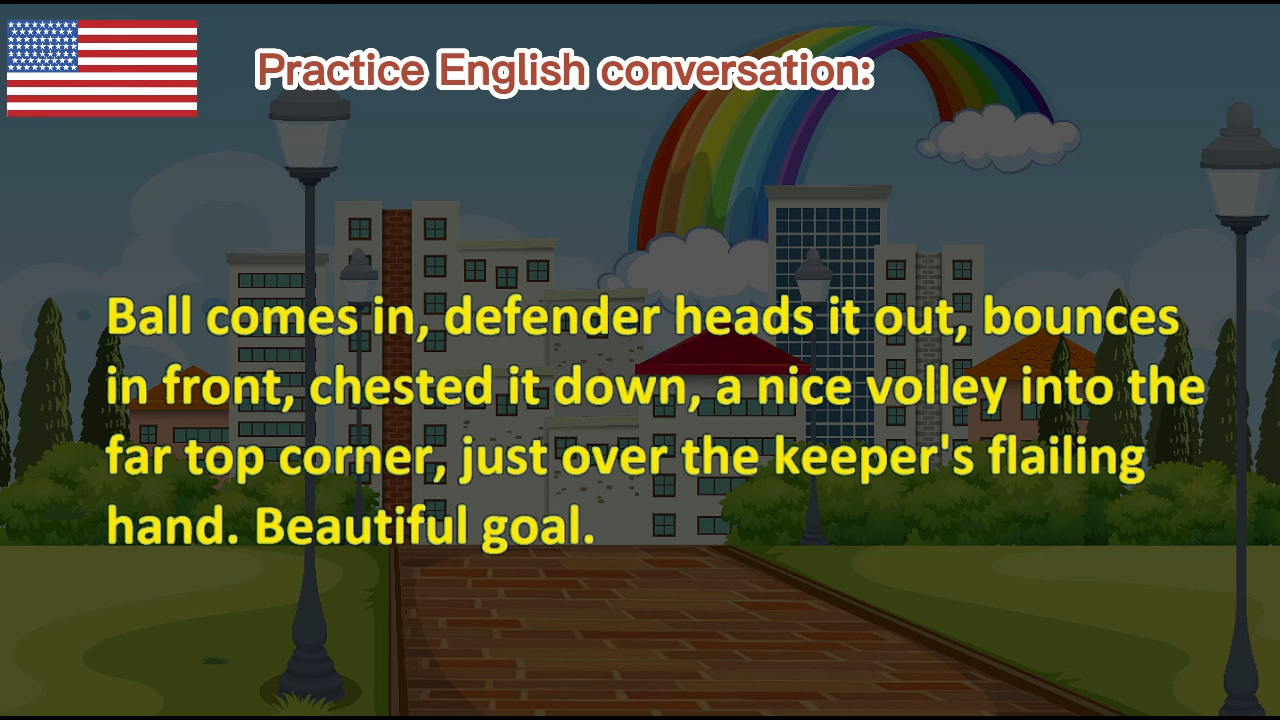 Practice English conversation:
Ball comes in, defender heads it out, bounces
in front, chested it down, a nice volley into the
far top corner, just over the keeper's flailing
hand. Beautiful goal.